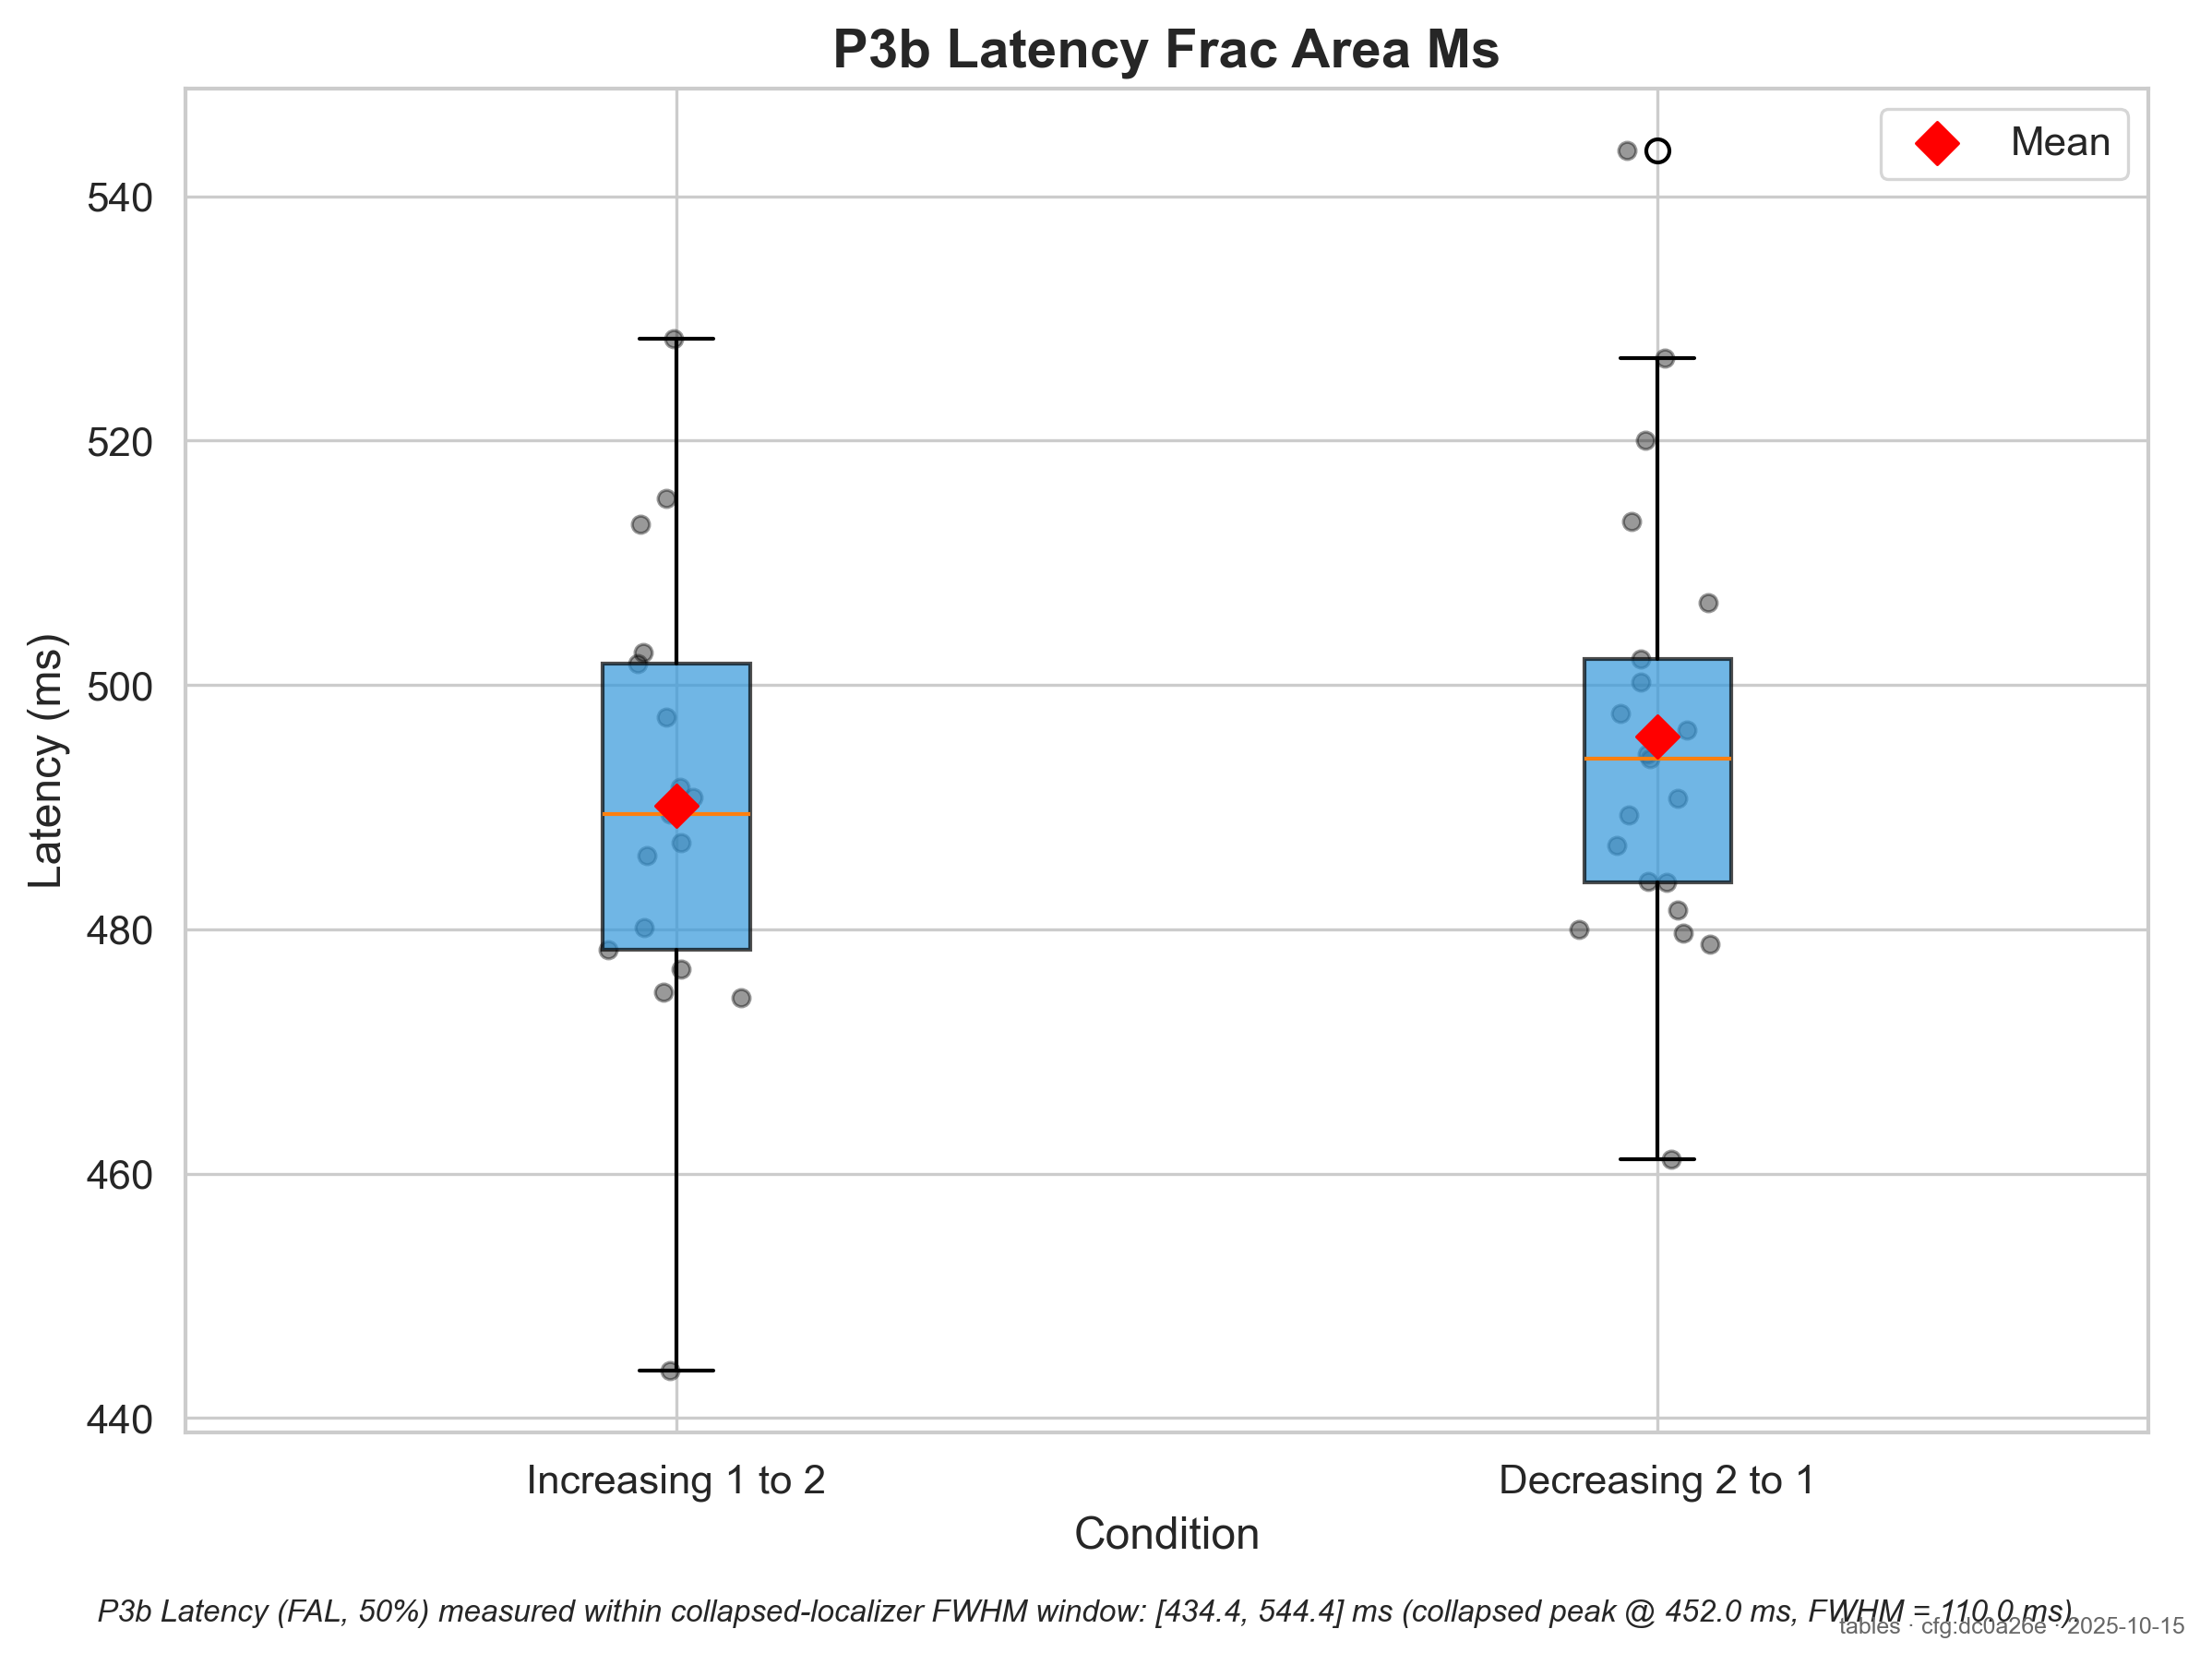 P3b Latency Frac Area Ms
Mean
540
520
500
480
460
440
Latency (ms)
Increasing 1 to 2
Decreasing 2 to 1
Condition
P3b Latency (FAL, 50%) measured within collapsed-localizer FWHM window: [434.4, 544.4] ms (collapsed peak @ 452.0 ms, FWHM = 110.0 ms).
tables · cfg:dc0a26e · 2025-10-15